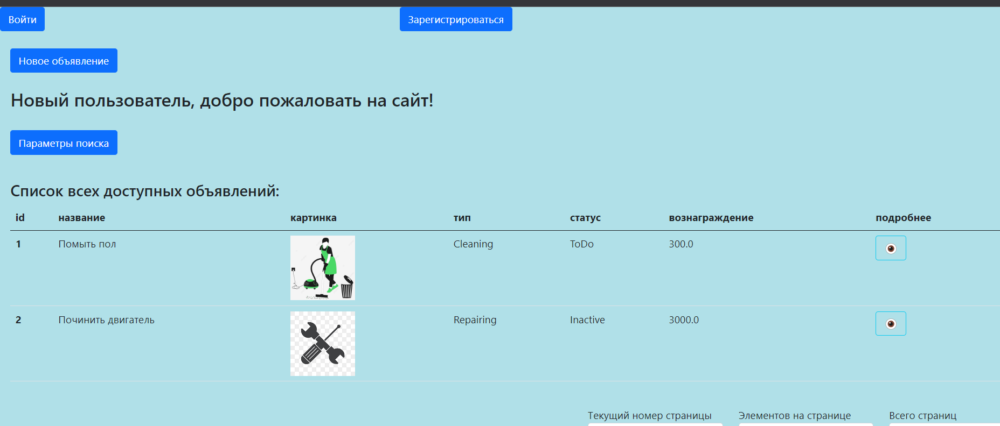 Войти Зарегистрироваться
Новое объявление
Новый пользователь, добро пожаловать на сайт!
Параметры поиска
Список всех доступных объявлений:
id название картинка тип статус вознаграждение подробнее
1 Помыть пол Cleaning ToDo 300.0
2 Починить двигатель Repairing Inactive 3000.0
Текущий номер страницы Элементов на странице Всего страниц